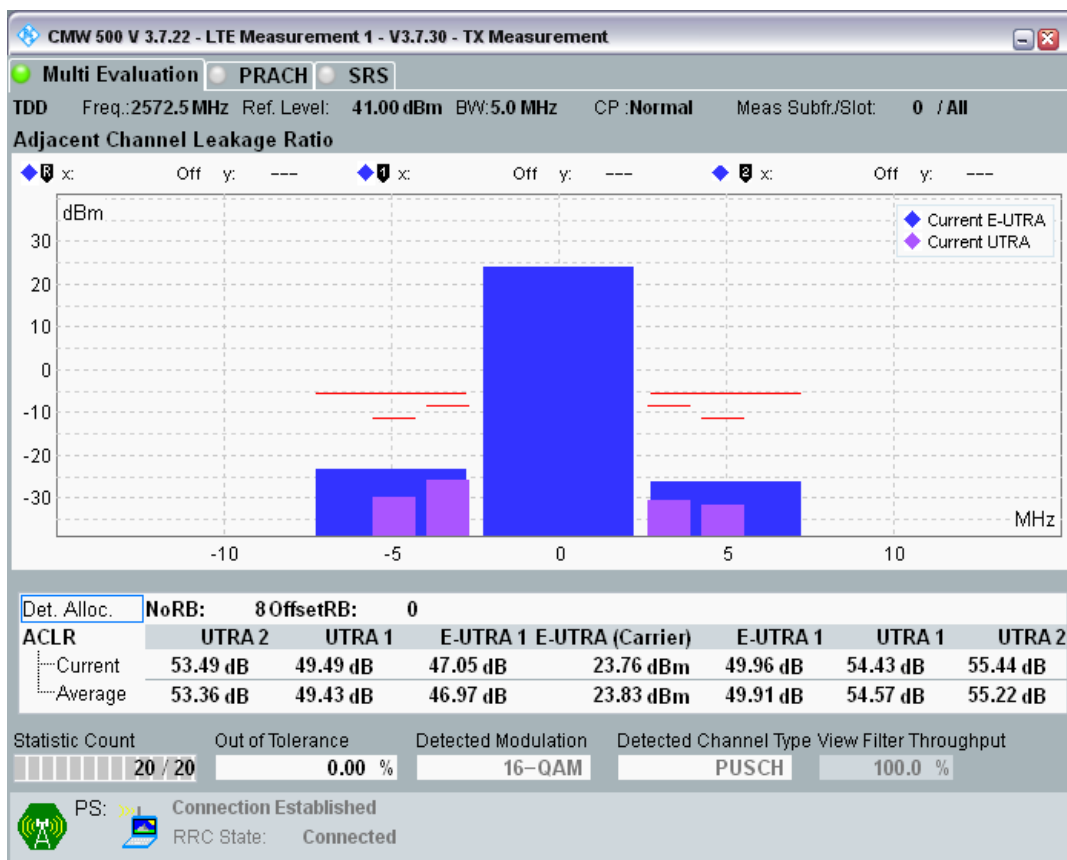 CMW 500 V 3.7.22 - LTE Measurement 1 - V3.7.30 - TX Measurement
Multi Evaluation PRACH SRS
TDD Freq.:2572.5 MHz Ref. Level: 41.00 dBm BW:5.0 MHz CP :Normal Meas Subfr./Slot: 0 / All
Adjacent Channel Leakage Ratio
R x: Off y: --- 1 x: Off y: --- 2 x: Off y: ---
dBm
Current E-UTRA
Current UTRA
30
20
10
0
-10
-20
-30
MHz
-10 -5 0 5 10
Det. Alloc. NoRB: 8 OffsetRB: 0
ACLR UTRA 2 UTRA 1 E-UTRA 1 E-UTRA (Carrier) E-UTRA 1 UTRA 1 UTRA 2
Current 53.49 dB 49.49 dB 47.05 dB 23.76 dBm 49.96 dB 54.43 dB 55.44 dB
Average 53.36 dB 49.43 dB 46.97 dB 23.83 dBm 49.91 dB 54.57 dB 55.22 dB
Statistic Count Out of Tolerance Detected Modulation Detected Channel Type View Filter Throughput
20 / 20 0.00 % 16-QAM PUSCH 100.0 %
PS: Connection Established
RRC State: Connected